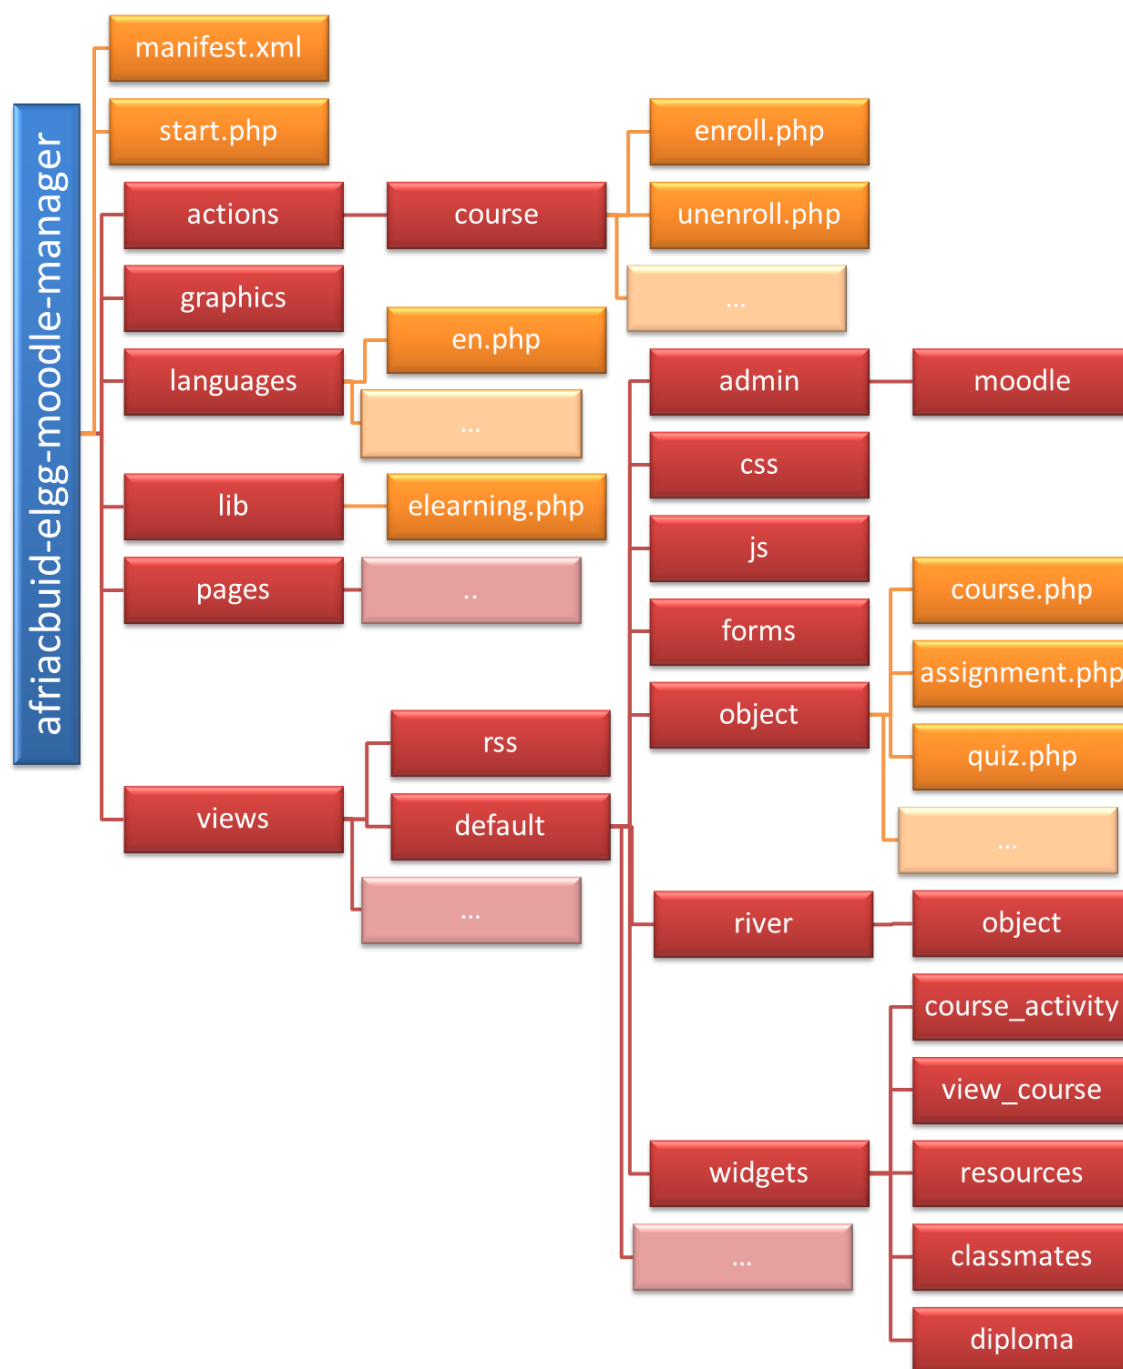 afriacbuid-elgg-moodle-manager
manifest.xml
start.php
actions
course
enroll.php
unenroll.php
...
graphics
languages
en.php
...
lib
elearning.php
pages
..
views
rss
default
...
admin
moodle
css
js
forms
object
course.php
assignment.php
quiz.php
...
river
object
widgets
course_activity
view_course
resources
classmates
diploma
...